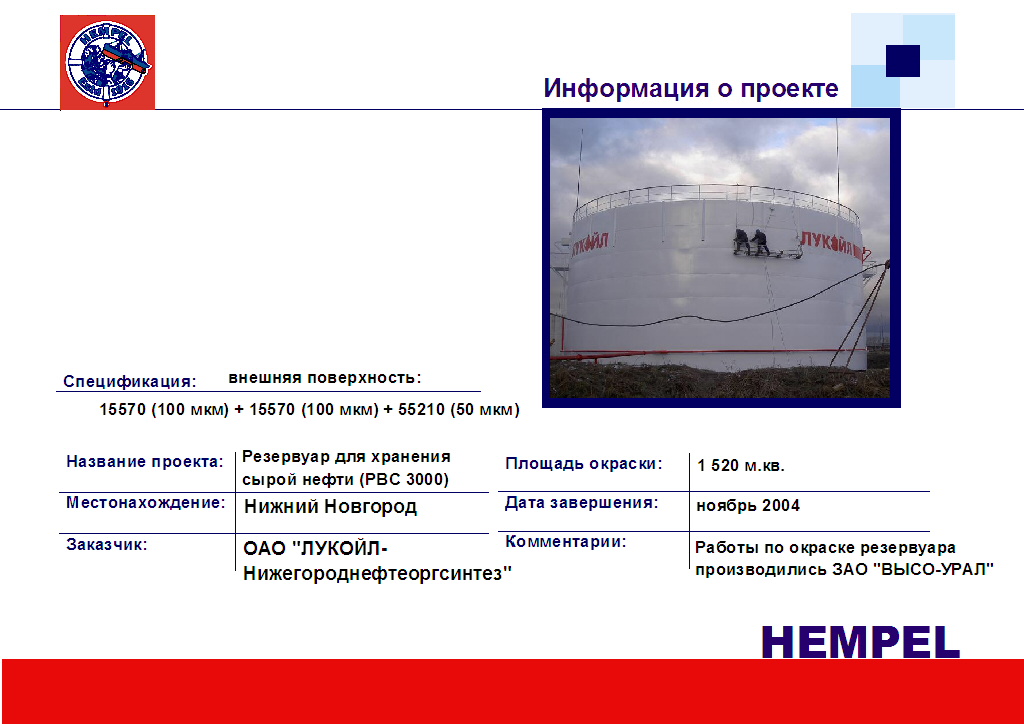 HEMPEL
Информация о проекте
ЛУКОЙЛ
ЛУКОЙЛ
Спецификация: внешняя поверхность:
15570 (100 мкм) + 15570 (100 мкм) + 55210 (50 мкм)
Название проекта: Резервуар для хранения
сырой нефти (РВС 3000)
Местонахождение: Нижний Новгород
Заказчик: ОАО "ЛУКОЙЛ-
Нижегороднефтеоргсинтез"
Площадь окраски: 1 520 м.кв.
Дата завершения: ноябрь 2004
Комментарии: Работы по окраске резервуара
производились ЗАО "ВЫСО-УРАЛ"
HEMPEL